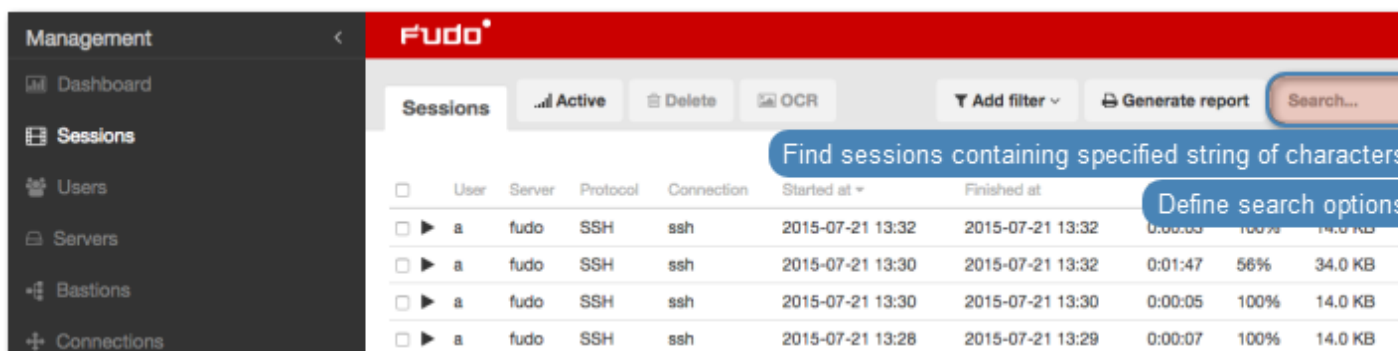 Management
Dashboard
Sessions
Users
Servers
Bastions
Connections
Fudo
Sessions Active Delete OCR Add filter Generate report Search...
Find sessions containing specified string of characters
Define search options
User Server Protocol Connection Started at Finished at
a fudo SSH ssh 2015-07-21 13:32 2015-07-21 13:32 0:00:03 100% 14.0 KB
a fudo SSH ssh 2015-07-21 13:30 2015-07-21 13:32 0:01:47 56% 34.0 KB
a fudo SSH ssh 2015-07-21 13:30 2015-07-21 13:30 0:00:05 100% 14.0 KB
a fudo SSH ssh 2015-07-21 13:28 2015-07-21 13:29 0:00:07 100% 14.0 KB